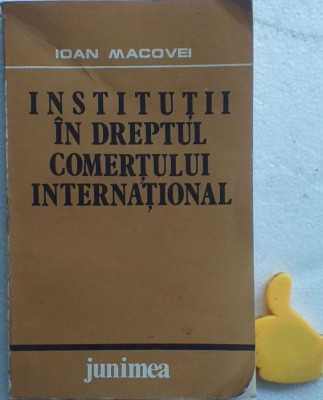 IOAN MACOVEI
INSTITUȚII
ÎN DREPTUL
COMERȚULUI
INTERNAȚIONAL
junimea